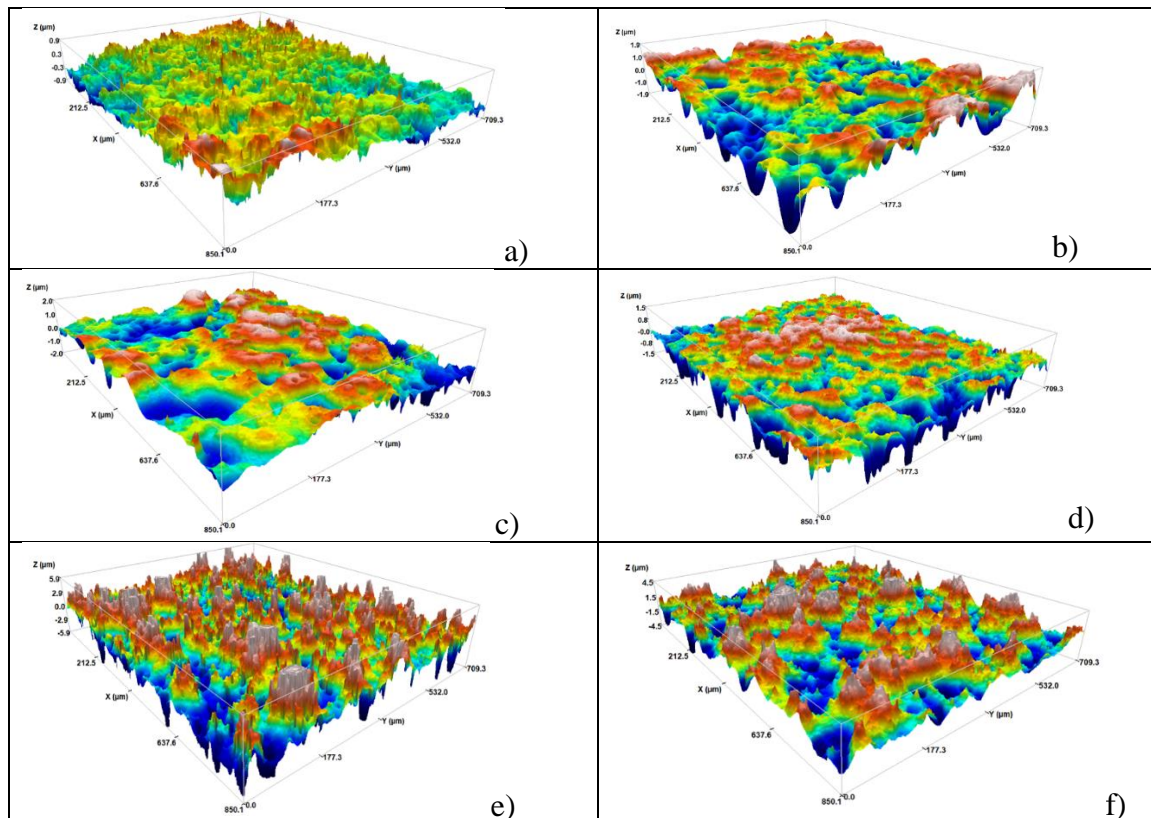 Z (µm)
0.9
0.3
-0.3
-0.9
212.5
X (µm)
637.6
850.1
0.0
177.3
Y (µm)
532.0
709.3
a)
Z (µm)
1.9
1.0
0.0
-1.0
-1.9
212.5
X (µm)
637.6
850.1
0.0
177.3
Y (µm)
532.0
709.3
b)
Z (µm)
2.0
1.0
0.0
-1.0
-2.0
212.5
X (µm)
637.6
850.1
0.0
177.3
Y (µm)
532.0
709.3
c)
Z (µm)
1.5
0.8
-0.0
-0.8
-1.5
212.5
X (µm)
637.6
850.1
0.0
177.3
Y (µm)
532.0
709.3
d)
Z (µm)
5.9
2.9
0.0
-2.9
-5.9
212.5
X (µm)
637.6
850.1
0.0
177.3
Y (µm)
532.0
709.3
e)
Z (µm)
4.5
1.5
-1.5
-4.5
212.5
X (µm)
637.6
850.1
0.0
177.3
Y (µm)
532.0
709.3
f)